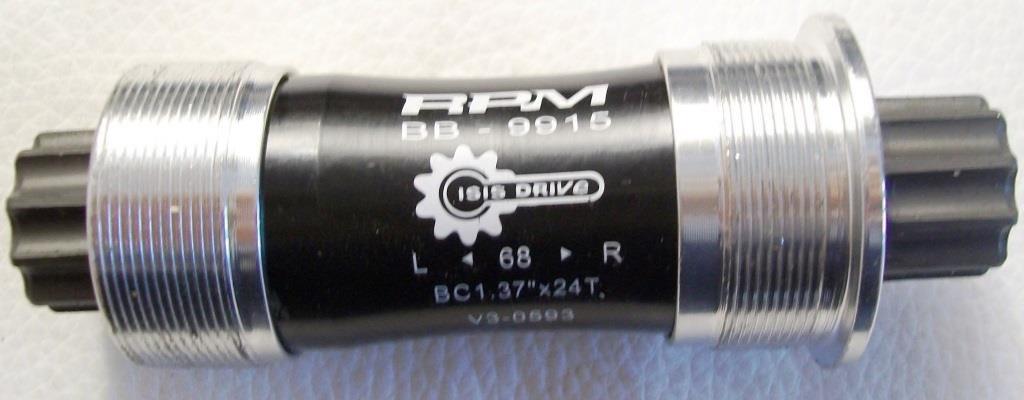 RPM
BB - 9915
ISIS DRIVE
L ◄ 68 ► R
BC1.37"x24T.
V3-0593